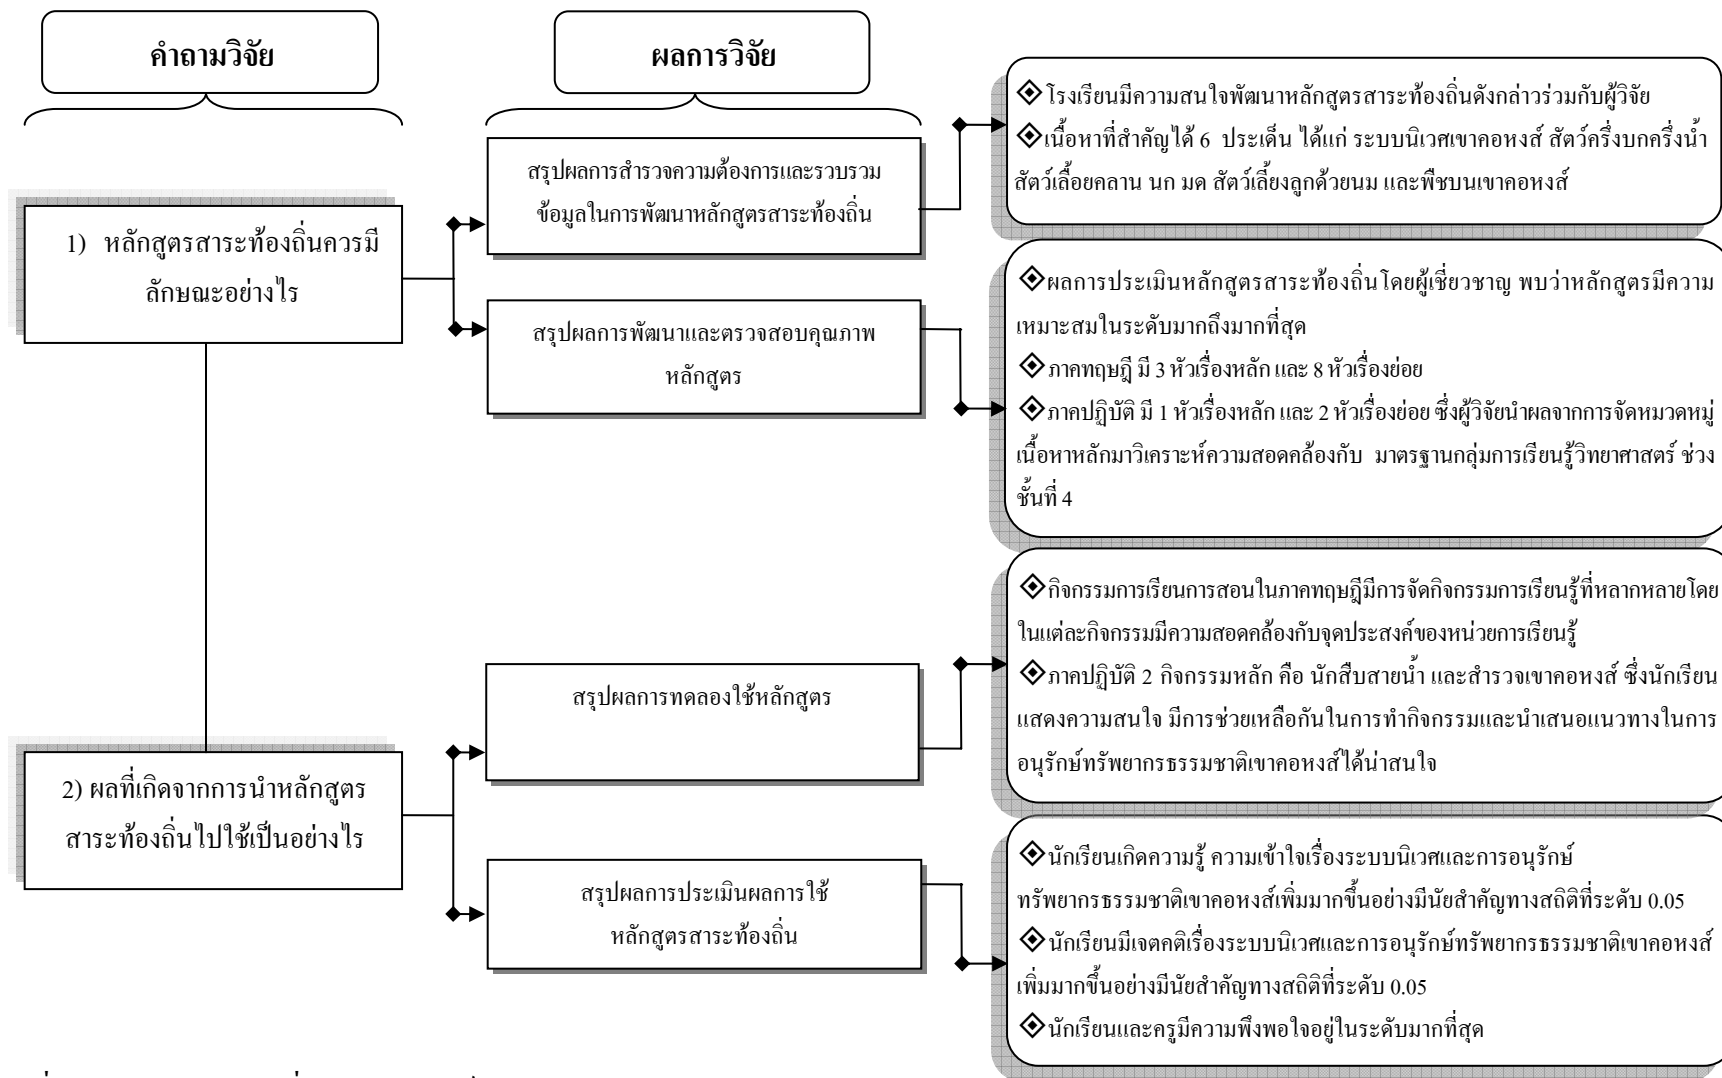 คำถามวิจัย
ผลการวิจัย
1) หลักสูตรสาระท้องถิ่นควรมี
ลักษณะอย่างไร
สรุปผลการสำรวจความต้องการและรวบรวม
ข้อมูลในการพัฒนาหลักสูตรสาระท้องถิ่น
โรงเรียนมีความสนใจพัฒนาหลักสูตรสาระท้องถิ่นดังกล่าวร่วมกับผู้วิจัย
เนื้อหาที่สำคัญได้ 6 ประเด็น ได้แก่ ระบบนิเวศเขาคอหงส์ สัตว์ครึ่งบกครึ่งน้ำ
สัตว์เลื้อยคลาน นก มด สัตว์เลี้ยงลูกด้วยนม และพืชบนเขาคอหงส์
สรุปผลการพัฒนาและตรวจสอบคุณภาพ
หลักสูตร
ผลการประเมินหลักสูตรสาระท้องถิ่นโดยผู้เชี่ยวชาญ พบว่าหลักสูตรมีความ
เหมาะสมในระดับมากถึงมากที่สุด
ภาคทฤษฎี มี 3 หัวเรื่องหลัก และ 8 หัวเรื่องย่อย
ภาคปฏิบัติ มี 1 หัวเรื่องหลัก และ 2 หัวเรื่องย่อย ซึ่งผู้วิจัยนำผลจากการจัดหมวดหมู่
เนื้อหาหลักมาวิเคราะห์ความสอดคล้องกับ มาตรฐานกลุ่มการเรียนรู้วิทยาศาสตร์ ช่วง
ชั้นที่ 4
2) ผลที่เกิดจากการนำหลักสูตร
สาระท้องถิ่นไปใช้เป็นอย่างไร
สรุปผลการทดลองใช้หลักสูตร
กิจกรรมการเรียนการสอนในภาคทฤษฎีมีการจัดกิจกรรมการเรียนรู้ที่หลากหลายโดย
ในแต่ละกิจกรรมมีความสอดคล้องกับจุดประสงค์ของหน่วยการเรียนรู้
ภาคปฏิบัติ 2 กิจกรรมหลัก คือ นักสืบสายน้ำ และสำรวจเขาคอหงส์ ซึ่งนักเรียน
แสดงความสนใจ มีการช่วยเหลือกันในการทำกิจกรรมและนำเสนอแนวทางในการ
อนุรักษ์ทรัพยากรธรรมชาติเขาคอหงส์ได้น่าสนใจ
สรุปผลการประเมินผลการใช้
หลักสูตรสาระท้องถิ่น
นักเรียนเกิดความรู้ ความเข้าใจเรื่องระบบนิเวศและการอนุรักษ์
ทรัพยากรธรรมชาติเขาคอหงส์เพิ่มมากขึ้นอย่างมีนัยสำคัญทางสถิติที่ระดับ 0.05
นักเรียนมีเจตคติเรื่องระบบนิเวศและการอนุรักษ์ทรัพยากรธรรมชาติเขาคอหงส์
เพิ่มมากขึ้นอย่างมีนัยสำคัญทางสถิติที่ระดับ 0.05
นักเรียนและครูมีความพึงพอใจอยู่ในระดับมากที่สุด